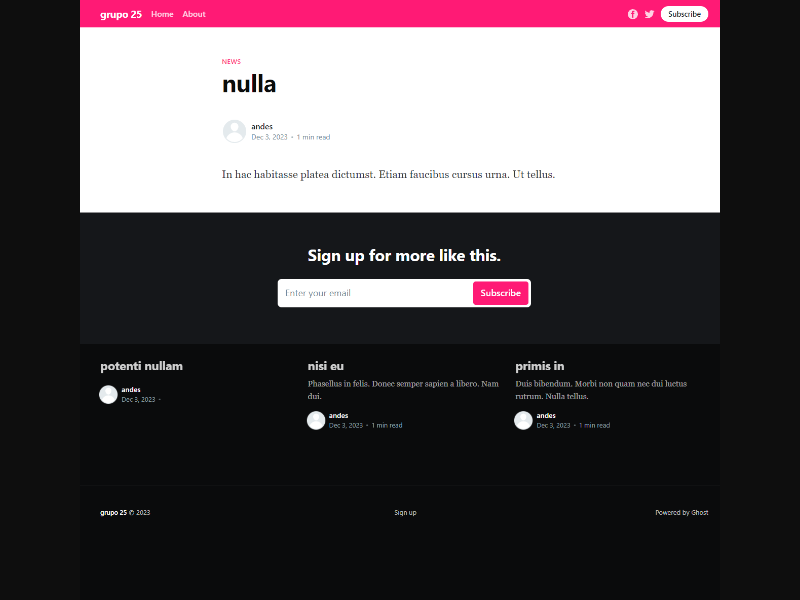 grupo 25 Home About Subscribe
NEWS
nulla
andes
Dec 3, 2023 • 1 min read
In hac habitasse platea dictumst. Etiam faucibus cursus urna. Ut tellus.
Sign up for more like this.
Enter your email Subscribe
potenti nullam
andes
Dec 3, 2023 •
nisi eu
Phasellus in felis. Donec semper sapien a libero. Nam
dui.
andes
Dec 3, 2023 • 1 min read
primis in
Duis bibendum. Morbi non quam nec dui luctus
rutrum. Nulla tellus.
andes
Dec 3, 2023 • 1 min read
grupo 25 © 2023 Sign up Powered by Ghost